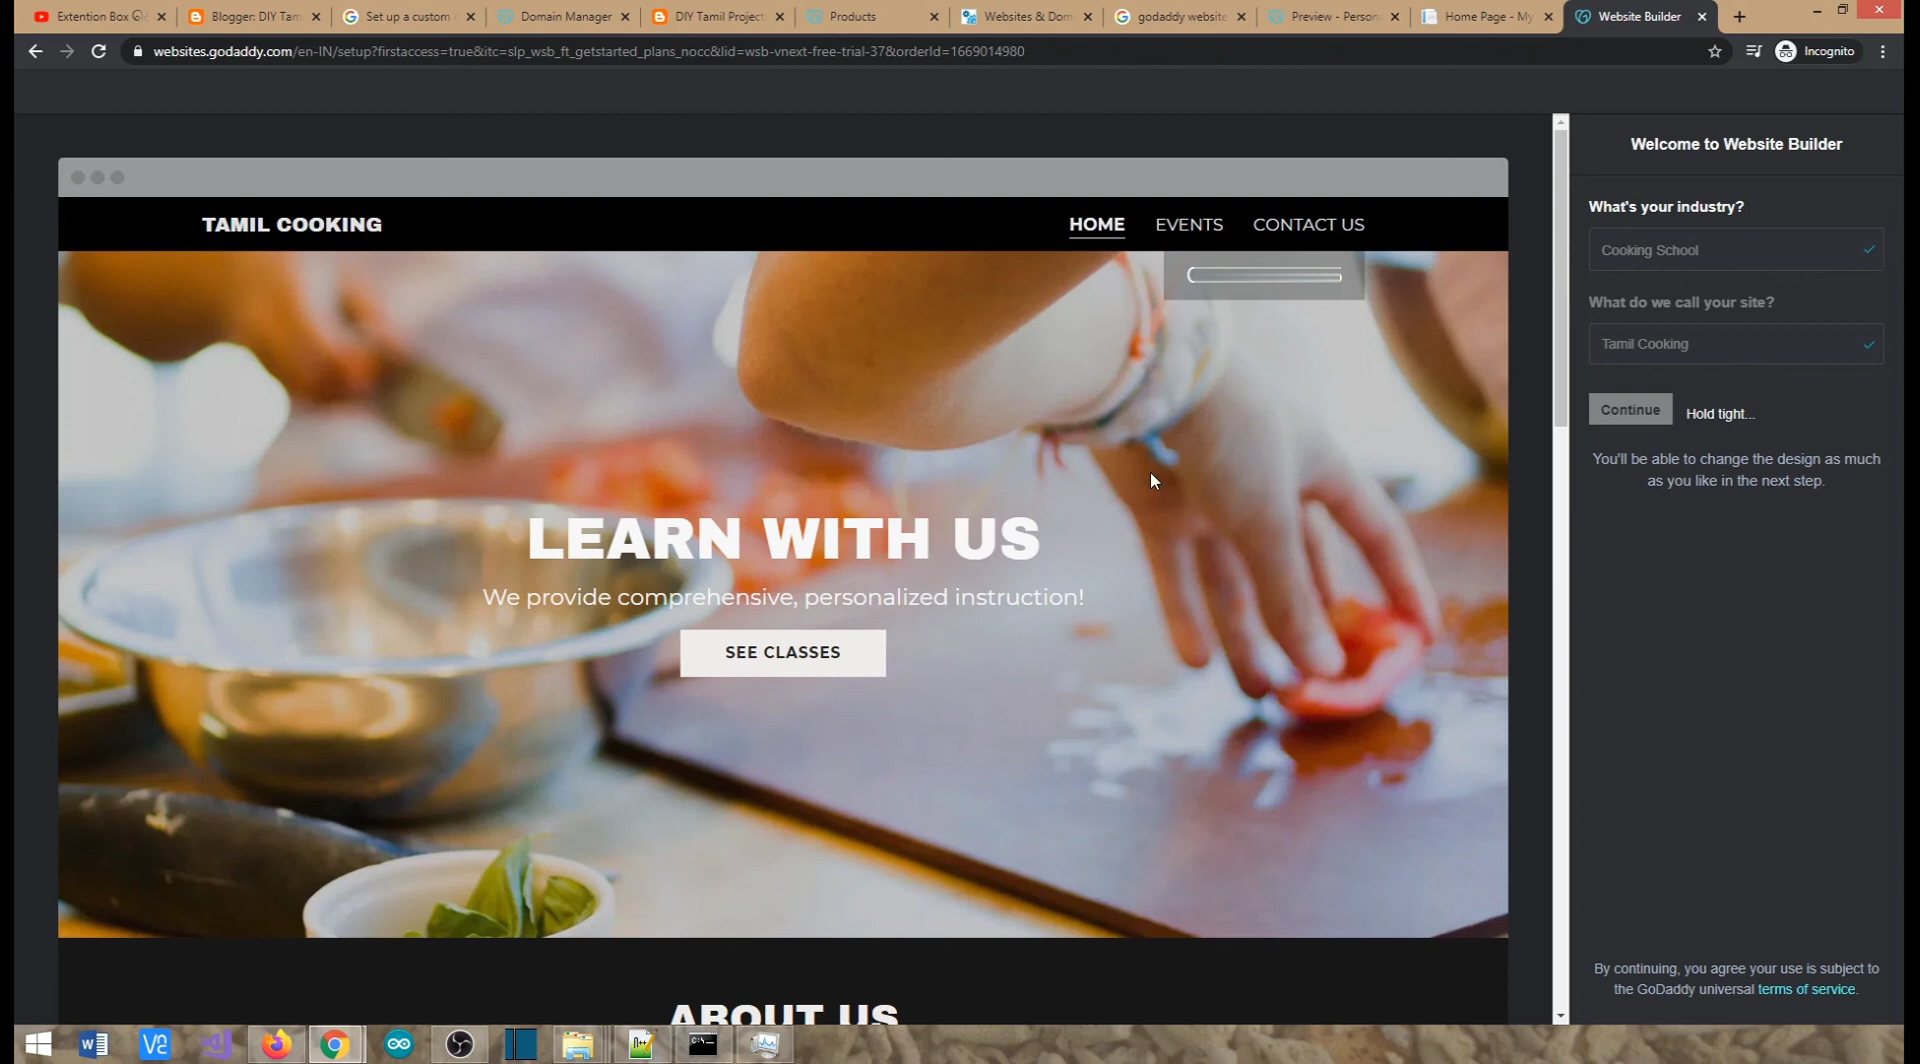 Extention Box
Blogger: DIY Tam
Set up a custom
Domain Manager
DIY Tamil Project
Products
Websites & Dom
godaddy website
Preview - Person
Home Page - My
Website Builder
websites.godaddy.com/en-IN/setup?firstaccess=true&itc=slp_wsb_ft_getstarted_plans_nocc&lid=wsb-vnext-free-trial-37&orderId=1669014980
Incognito
Welcome to Website Builder
TAMIL COOKING
HOME
EVENTS
CONTACT US
What's your industry?
Cooking School
What do we call your site?
Tamil Cooking
Continue
Hold tight...
You'll be able to change the design as much
as you like in the next step.
LEARN WITH US
We provide comprehensive, personalized instruction!
SEE CLASSES
By continuing, you agree your use is subject to
the GoDaddy universal terms of service.
ABOUT US